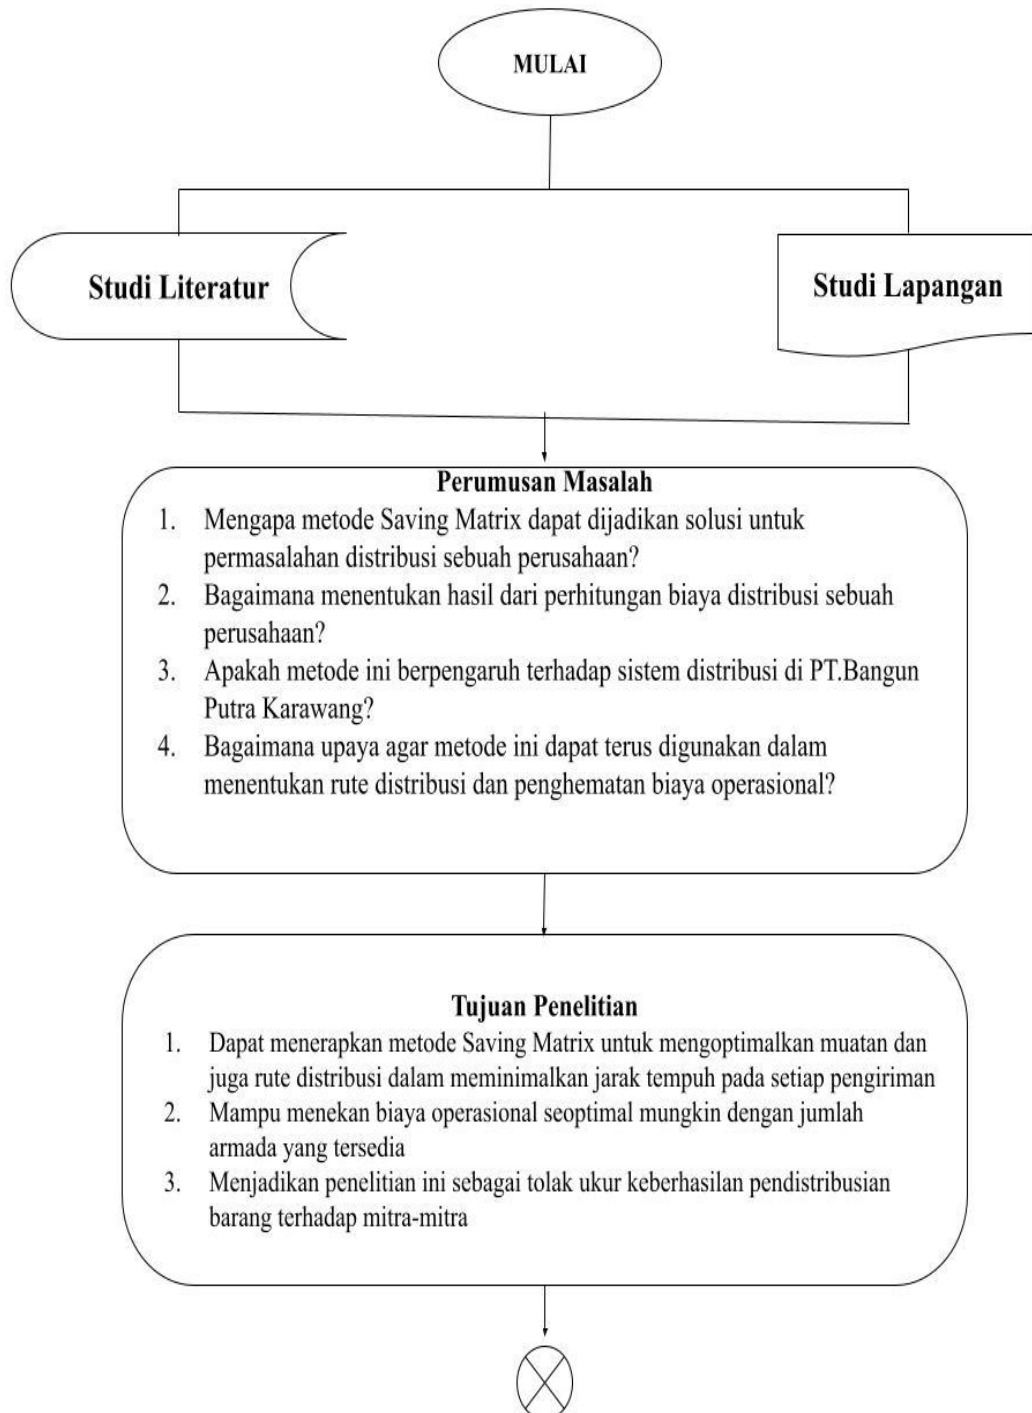 MULAI
Studi Literatur
Studi Lapangan
Perumusan Masalah
1. Mengapa metode Saving Matrix dapat dijadikan solusi untuk
permasalahan distribusi sebuah perusahaan?
2. Bagaimana menentukan hasil dari perhitungan biaya distribusi sebuah
perusahaan?
3. Apakah metode ini berpengaruh terhadap sistem distribusi di PT.Bangun
Putra Karawang?
4. Bagaimana upaya agar metode ini dapat terus digunakan dalam
menentukan rute distribusi dan penghematan biaya operasional?
Tujuan Penelitian
1. Dapat menerapkan metode Saving Matrix untuk mengoptimalkan muatan dan
juga rute distribusi dalam meminimalkan jarak tempuh pada setiap pengiriman
2. Mampu menekan biaya operasional seoptimal mungkin dengan jumlah
armada yang tersedia
3. Menjadikan penelitian ini sebagai tolak ukur keberhasilan pendistribusian
barang terhadap mitra-mitra